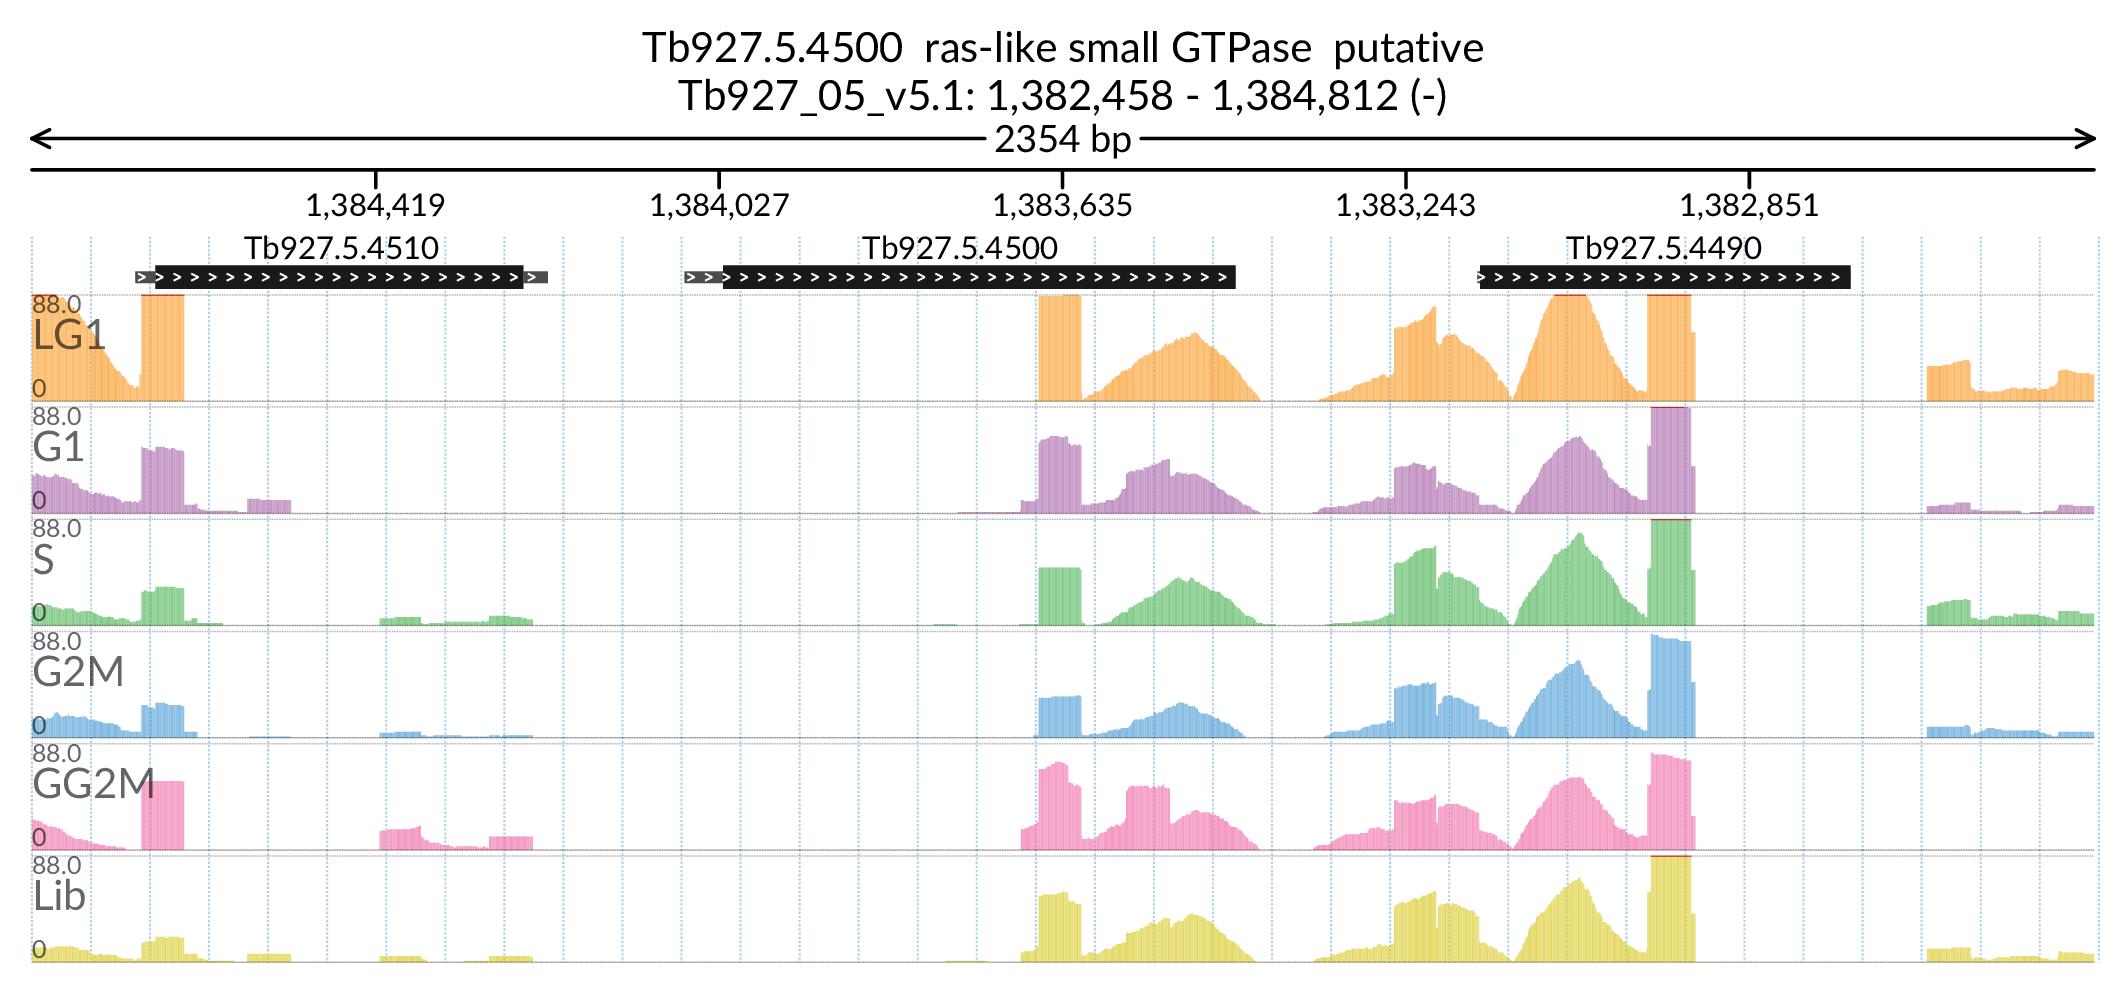 Tb927.5.4500 ras-like small GTPase putative
Tb927_05_v5.1: 1,382,458 - 1,384,812 (-)
2354 bp
1,384,419 1,384,027 1,383,635 1,383,243 1,382,851
Tb927.5.4510 Tb927.5.4500 Tb927.5.4490
88.0
LG1
0
88.0
G1
0
88.0
S
0
88.0
G2M
0
88.0
GG2M
0
88.0
Lib
0